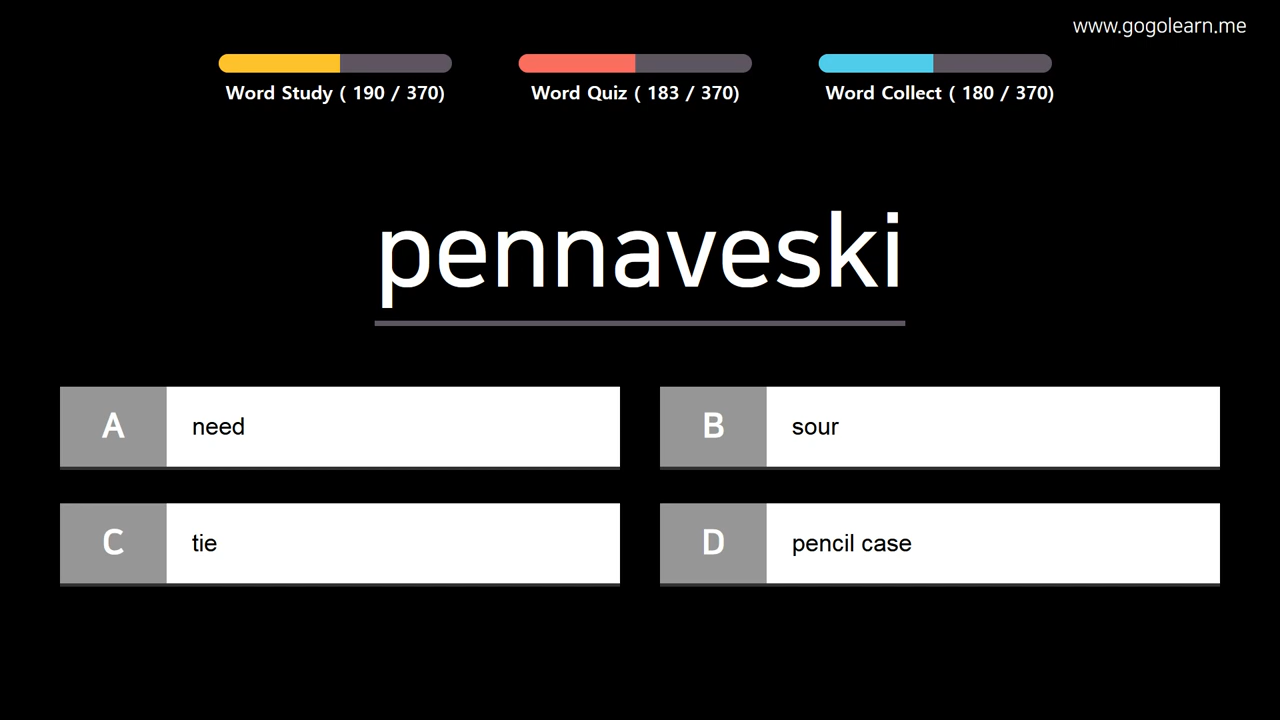 www.gogolearn.me
Word Study ( 190 / 370)
Word Quiz ( 183 / 370)
Word Collect ( 180 / 370)
pennaveski
A need
B sour
C tie
D pencil case